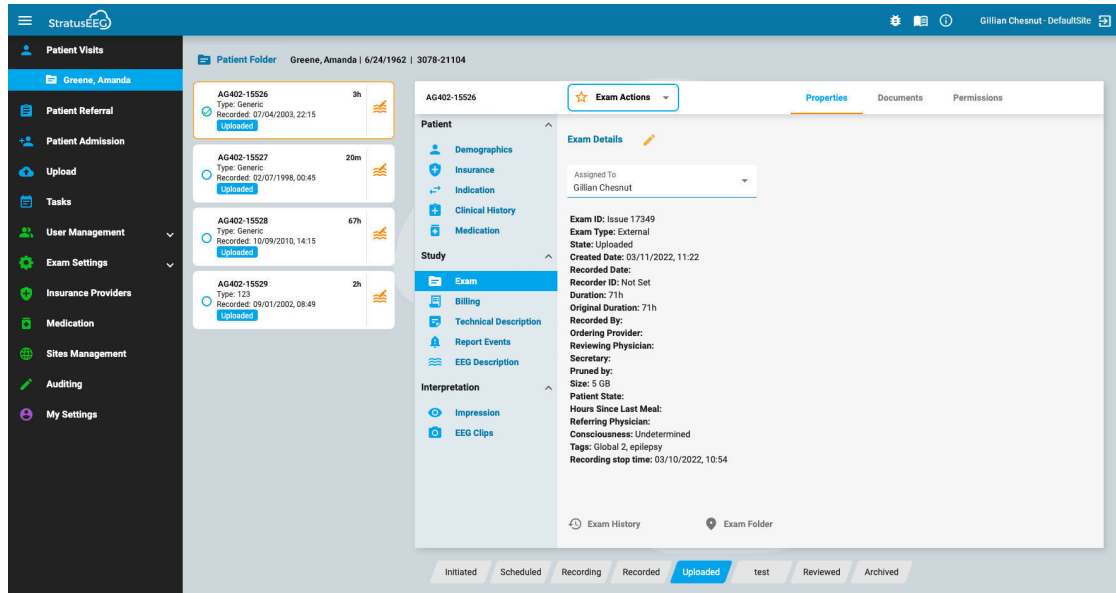 StratusEEG
Gillian Chesnut - DefaultSite
Patient Visits
Greene, Amanda
Patient Referral
Patient Admission
Upload
Tasks
User Management
Exam Settings
Insurance Providers
Medication
Sites Management
Auditing
My Settings
Patient Folder Greene, Amanda | 6/24/1962 | 3078-21104
AG402-15526 3h
Type: Generic
Recorded: 07/04/2003, 22:15
Uploaded
AG402-15527 20m
Type: Generic
Recorded: 02/07/1998, 00:45
Uploaded
AG402-15528 67h
Type: Generic
Recorded: 10/09/2010, 14:15
Uploaded
AG402-15529 2h
Type: 123
Recorded: 09/01/2002, 08:49
Uploaded
AG402-15526
Exam Actions
Properties Documents Permissions
Patient
Demographics
Insurance
Indication
Clinical History
Medication
Study
Exam
Billing
Technical Description
Report Events
EEG Description
Interpretation
Impression
EEG Clips
Exam Details
Assigned To
Gillian Chesnut
Exam ID: Issue 17349
Exam Type: External
State: Uploaded
Created Date: 03/11/2022, 11:22
Recorded Date:
Recorder ID: Not Set
Duration: 71h
Original Duration: 71h
Recorded By:
Ordering Provider:
Reviewing Physician:
Secretary:
Pruned by:
Size: 5 GB
Patient State:
Hours Since Last Meal:
Referring Physician:
Consciousness: Undetermined
Tags: Global 2, epilepsy
Recording stop time: 03/10/2022, 10:54
Exam History Exam Folder
Initiated Scheduled Recording Recorded Uploaded test Reviewed Archived